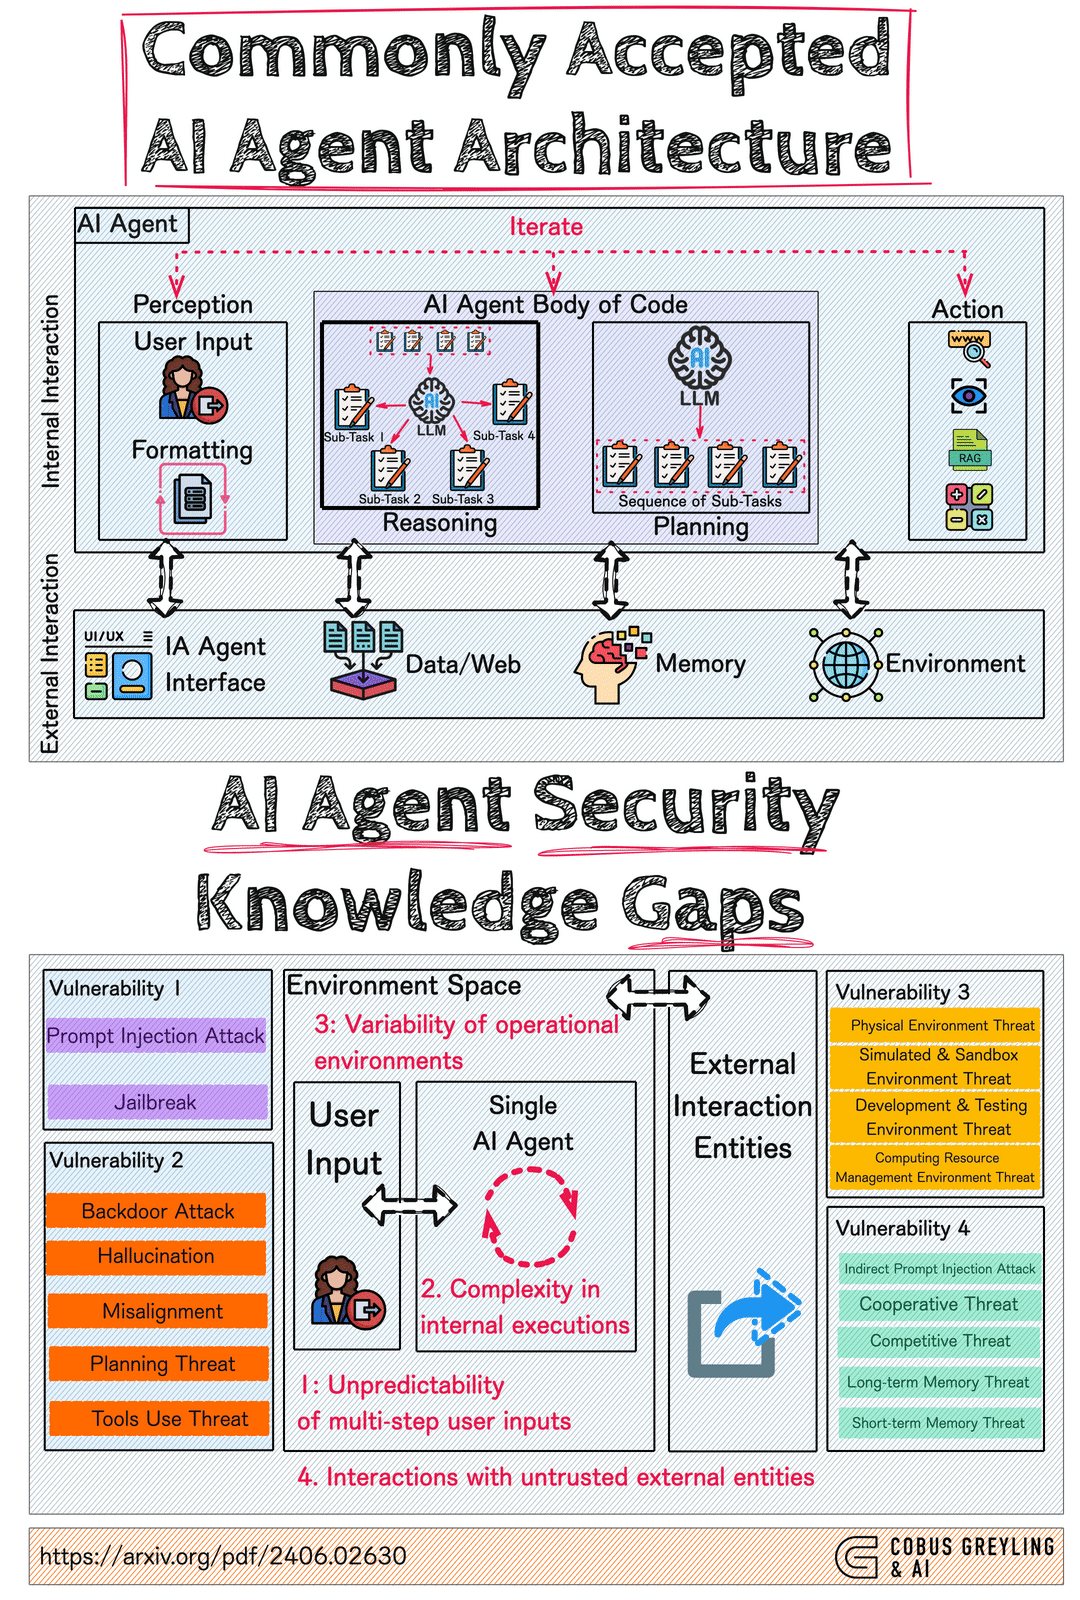 Commonly Accepted
AI Agent Architecture
AI Agent
Iterate
Internal Interaction
Perception
User Input
Formatting
AI Agent Body of Code
LLM
Sub-Task 1
Sub-Task 4
Sub-Task 2
Sub-Task 3
Reasoning
AI
LLM
Sequence of Sub-Tasks
Planning
Action
WWW
RAG
External Interaction
UI/UX
IA Agent
Interface
Data/Web
Memory
Environment
AI Agent Security
Knowledge Gaps
Vulnerability 1
Prompt Injection Attack
Jailbreak
Vulnerability 2
Backdoor Attack
Hallucination
Misalignment
Planning Threat
Tools Use Threat
Environment Space
3: Variability of operational
environments
User
Input
Single
AI Agent
2. Complexity in
internal executions
1: Unpredictability
of multi-step user inputs
External
Interaction
Entities
4. Interactions with untrusted external entities
Vulnerability 3
Physical Environment Threat
Simulated & Sandbox
Environment Threat
Development & Testing
Environment Threat
Computing Resource
Management Environment Threat
Vulnerability 4
Indirect Prompt Injection Attack
Cooperative Threat
Competitive Threat
Long-term Memory Threat
Short-term Memory Threat
https://arxiv.org/pdf/2406.02630
COBUS GREYLING
& AI